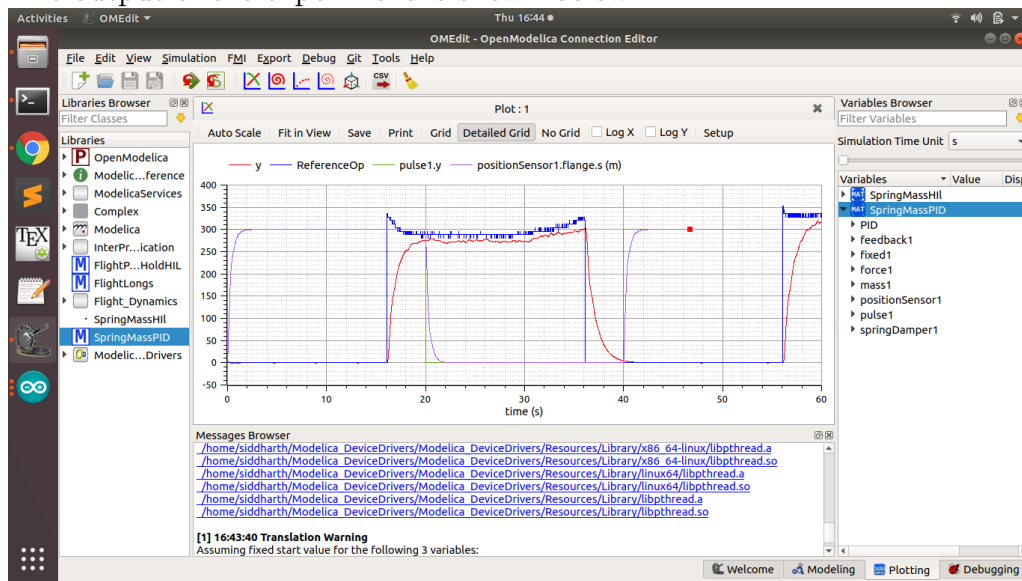 Activities OMEdit Thu 16:44
OMEdit - OpenModelica Connection Editor
File Edit View Simulation FMI Export Debug Git Tools Help
CSV
Libraries Browser
Filter Classes
Libraries
P OpenModelica
i Modelic...ference
ModelicaServices
Complex
Modelica
InterPr...ication
M FlightP...HoldHIL
M FlightLongs
Flight_Dynamics
SpringMassHIl
M SpringMassPID
Modelic...Drivers
TEX
Plot : 1
Auto Scale Fit in View Save Print Grid Detailed Grid No Grid Log X Log Y Setup
y ReferenceOp pulse1.y positionSensor1.flange.s (m)
400
350
300
250
200
150
100
50
0
-50
0 10 20 30 40 50 60
time (s)
Messages Browser
/home/siddharth/Modelica_DeviceDrivers/Modelica_DeviceDrivers/Resources/Library/x86_64-linux/libpthread.a
/home/siddharth/Modelica_DeviceDrivers/Modelica_DeviceDrivers/Resources/Library/x86_64-linux/libpthread.so
/home/siddharth/Modelica_DeviceDrivers/Modelica_DeviceDrivers/Resources/Library/linux64/libpthread.a
/home/siddharth/Modelica_DeviceDrivers/Modelica_DeviceDrivers/Resources/Library/linux64/libpthread.so
/home/siddharth/Modelica_DeviceDrivers/Modelica_DeviceDrivers/Resources/Library/libpthread.a
/home/siddharth/Modelica_DeviceDrivers/Modelica_DeviceDrivers/Resources/Library/libpthread.so
[1] 16:43:40 Translation Warning
Assuming fixed start value for the following 3 variables:
Variables Browser
Filter Variables
Simulation Time Unit s
Variables Value Disp
MAT SpringMassHIl
MAT SpringMassPID
PID
feedback1
fixed1
force1
mass1
positionSensor1
pulse1
springDamper1
Welcome Modeling Plotting Debugging